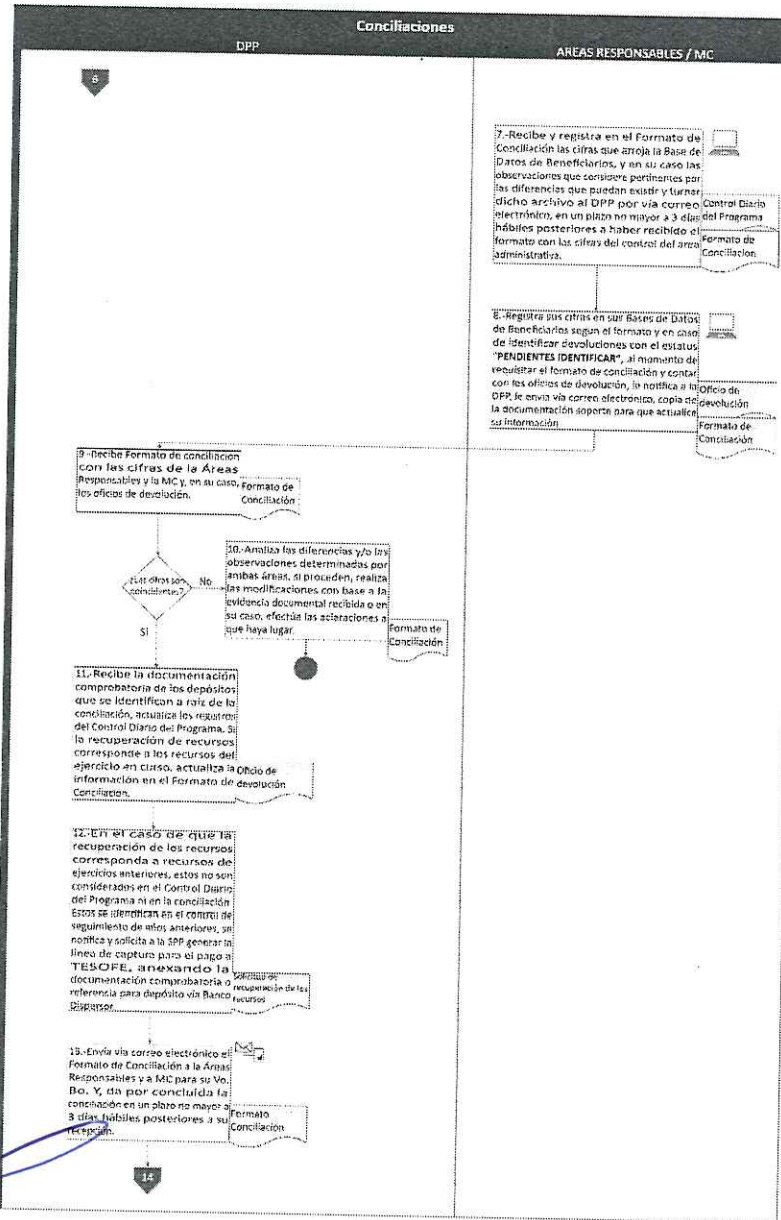 Conciliaciones
DPP
AREAS RESPONSABLES / MC
6
7.-Recibe y registra en el Formato de
Conciliación las cifras que arroja la Base de
Datos de Beneficiarios, y en su caso las
observaciones que considere pertinentes por
las diferencias que puedan existir y turnar
dicho archivo al DPP por vía correo
electrónico, en un plazo no mayor a 3 días
hábiles posteriores a haber recibido el
formato con las cifras del control del area
administrativa.
Control Diario
del Programa
Formato de
Conciliacion
8.-Registra sus cifras en sus Bases de Datos
de Beneficiarios segun el formato y en caso
de identificar devoluciones con el estatus
"PENDIENTES IDENTIFICAR", al momento de
requisitar el formato de conciliación y contar
con los oficios de devolución, le notifica a la
DPP, le envía vía correo electrónico, copia de
la documentación soporte para que actualice
su información
Oficio de
devolución
Formato de
Conciliación
9.-Recibe Formato de conciliacion
con las cifras de la Áreas
Responsables y la MC y, en su caso,
los oficios de devolución.
Formato de
Conciliación
¿Las cifras son
coincidentes?
No
SI
10.-Analiza las diferencias y/o las
observaciones determinadas por
ambas áreas, si proceden, realiza
las modificaciones con base a la
evidencia documental recibida o en
su caso, efectúa las aclaraciones a
que haya lugar.
Formato de
Conciliación
11.-Recibe la documentación
comprobatoria de los depósitos
que se identifican a raíz de la
conciliación, actualiza los registros
del Control Diario del Programa. Si
la recuperación de recursos
corresponde a los recursos del
ejercicio en curso, actualiza la
información en el Formato de
Conciliacion.
Oficio de
devolución
12.-En el caso de que la
recuperación de los recursos
corresponda a recursos de
ejercicios anteriores, estos no son
considerados en el Control Diario
del Programa ni en la conciliación
Estos se identifican en el control de
seguimiento de años anteriores, se
notifica y solicita a la SPP generar la
línea de captura para el pago a
TESOFE, anexando la
documentación comprobatoria o
referencia para depósito vía Banco
Dispersor.
Solicitud de
recuperación de los
recursos
13.-Envía vía correo electrónico el
Formato de Conciliación a la Áreas
Responsables y a MC para su Vo.
Bo. Y, da por concluida la
conciliación en un plazo no mayor a
3 días hábiles posteriores a su
recepción.
Formato
Conciliación
14